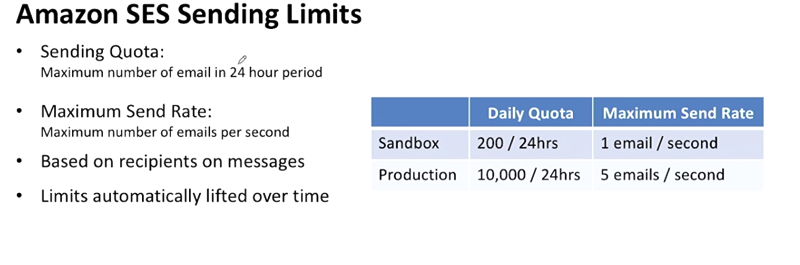 Amazon SES Sending Limits
• Sending Quota:
Maximum number of email in 24 hour period
• Maximum Send Rate:
Maximum number of emails per second
• Based on recipients on messages
• Limits automatically lifted over time
Daily Quota Maximum Send Rate
Sandbox 200 / 24hrs 1 email / second
Production 10,000 / 24hrs 5 emails / second